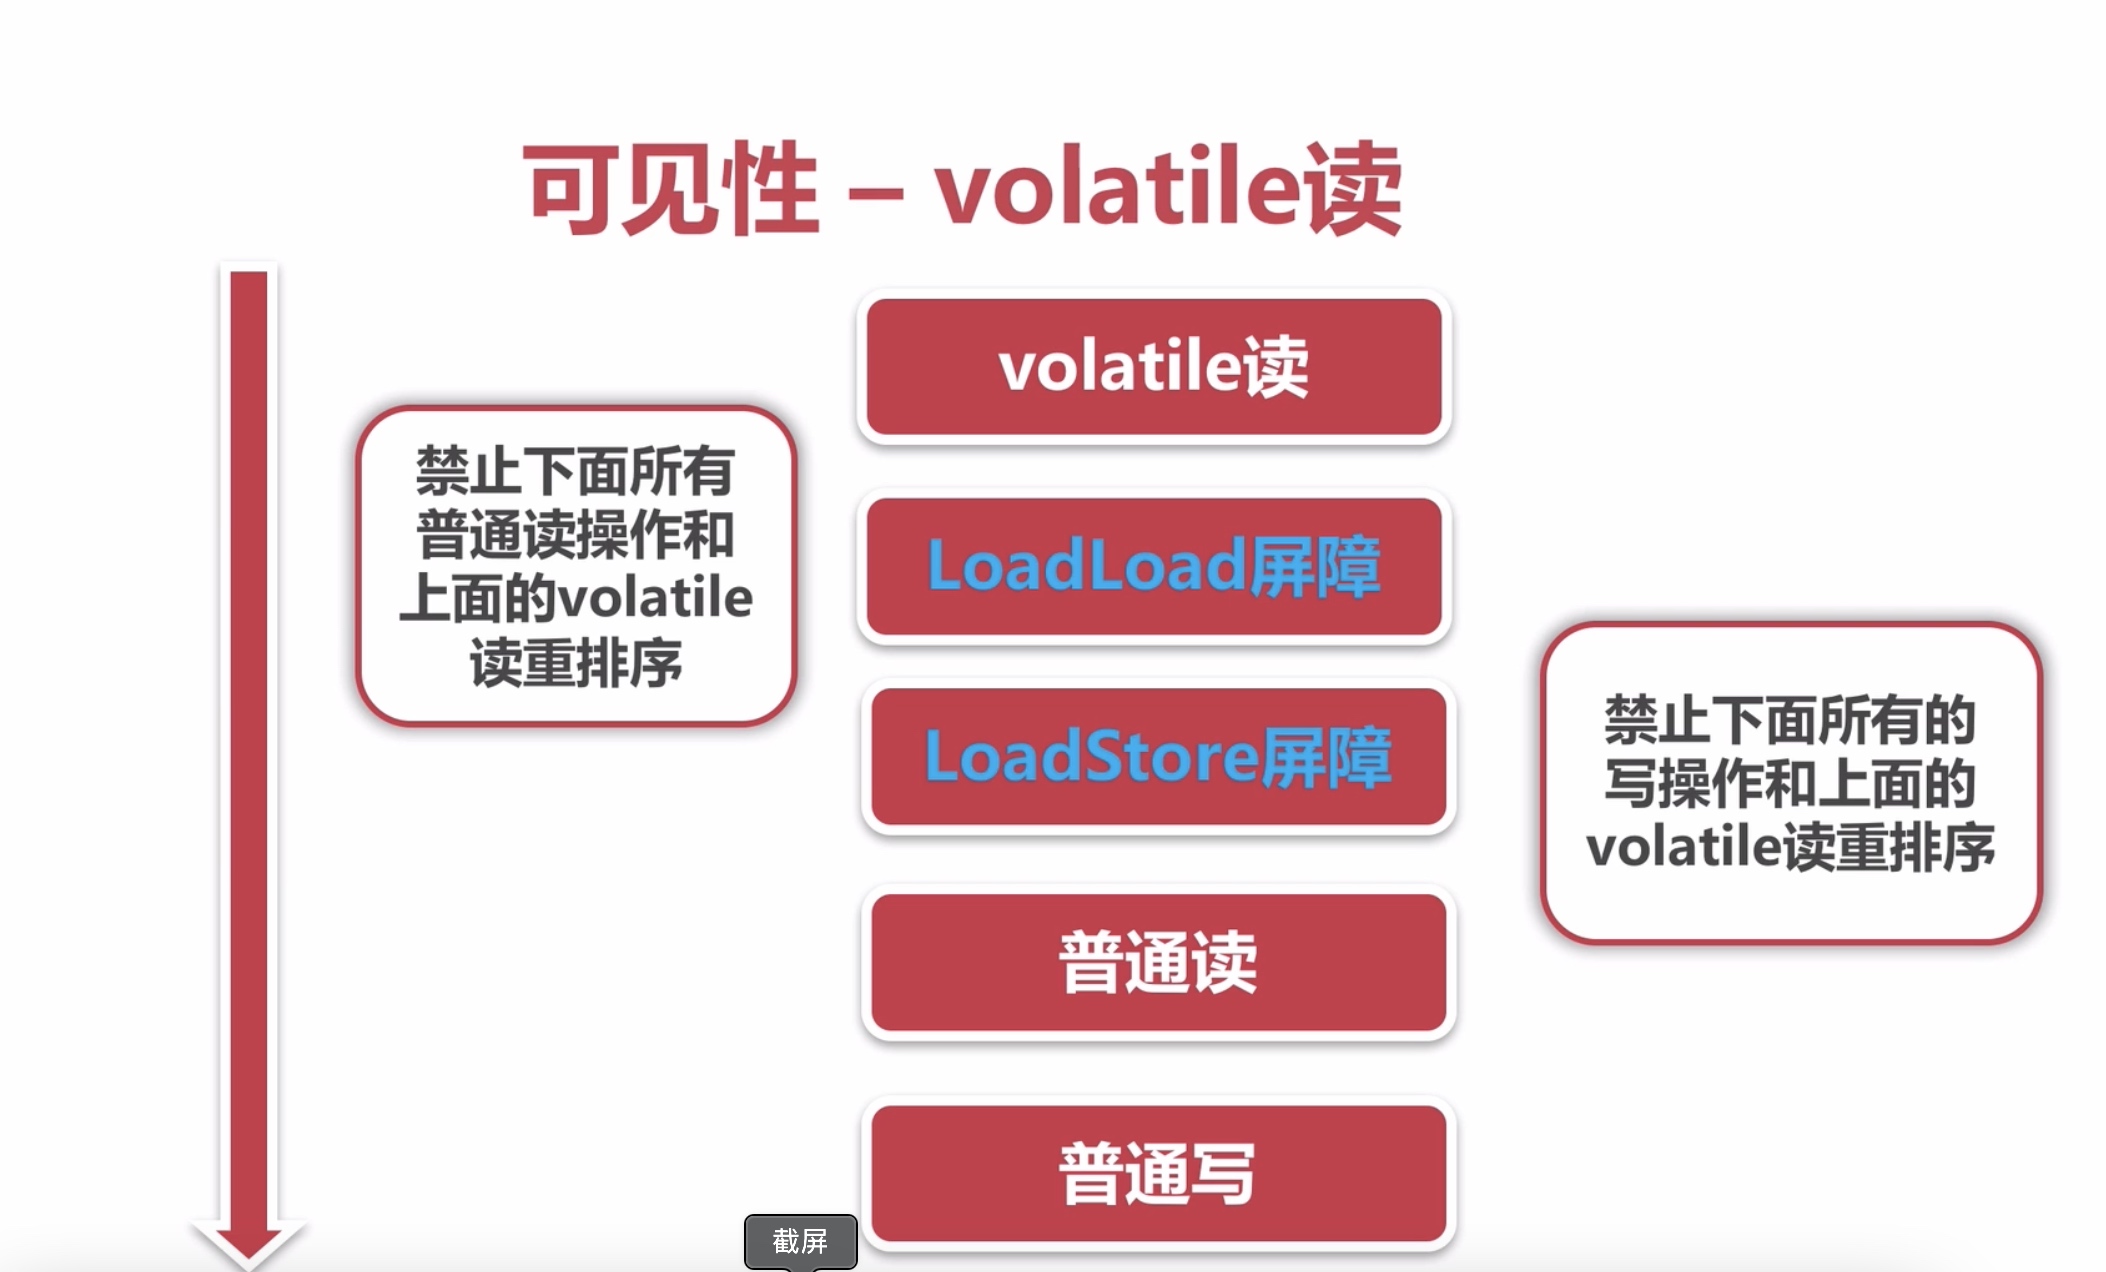 可见性 – volatile读
volatile读
禁止下面所有
普通读操作和
上面的volatile
读重排序
LoadLoad屏障
LoadStore屏障
禁止下面所有的
写操作和上面的
volatile读重排序
普通读
普通写
截屏